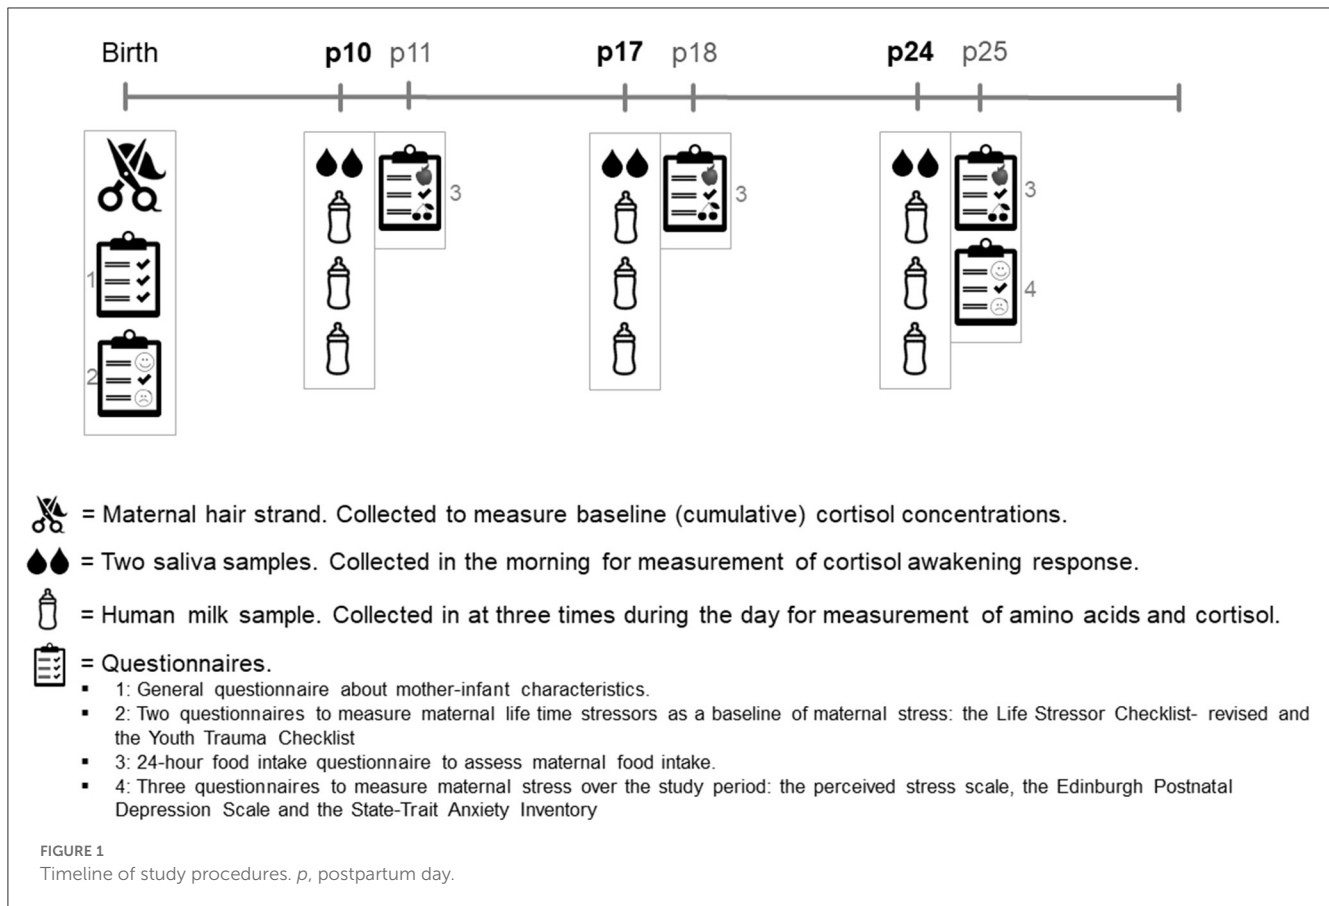 Birth p10 p11 p17 p18 p24 p25
3 3 3
1
4
2
= Maternal hair strand. Collected to measure baseline (cumulative) cortisol concentrations.
= Two saliva samples. Collected in the morning for measurement of cortisol awakening response.
= Human milk sample. Collected in at three times during the day for measurement of amino acids and cortisol.
= Questionnaires.
▪ 1: General questionnaire about mother-infant characteristics.
▪ 2: Two questionnaires to measure maternal life time stressors as a baseline of maternal stress: the Life Stressor Checklist- revised and
the Youth Trauma Checklist
▪ 3: 24-hour food intake questionnaire to assess maternal food intake.
▪ 4: Three questionnaires to measure maternal stress over the study period: the perceived stress scale, the Edinburgh Postnatal
Depression Scale and the State-Trait Anxiety Inventory
FIGURE 1
Timeline of study procedures. p, postpartum day.